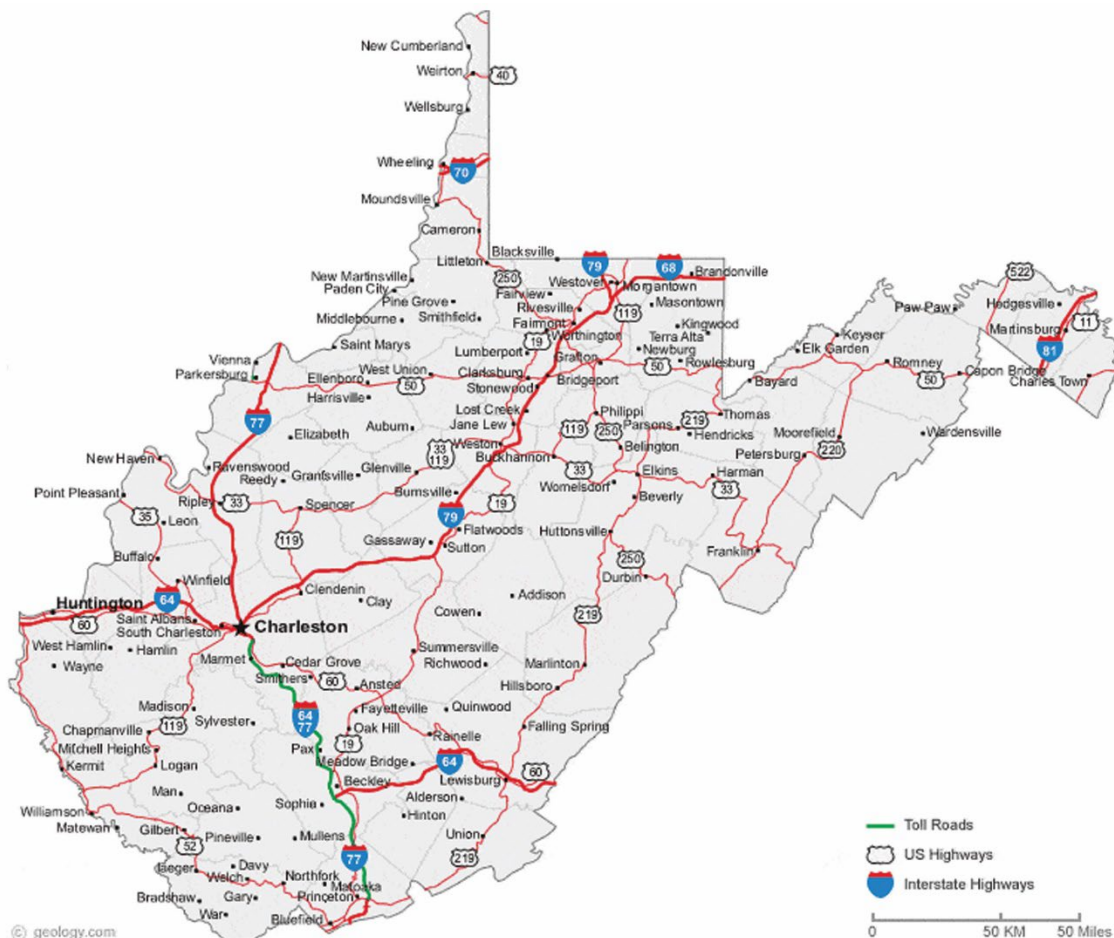 New Cumberland
Weirton
40
Wellsburg
Wheeling
70
Moundsville
Cameron
Blacksville
Littleton
79
68
Brandonville
522
250
Westover
Morgantown
New Martinsville
Paden City
Fairview
Hedgesville
Pine Grove
Rivesville
119
Masontown
Paw Paw
11
Middlebourne
Smithfield
Fairmont
Kingwood
Martinsburg
19
Worthington
Terra Alta
Keyser
Saint Marys
Lumberport
Newburg
Elk Garden
81
Vienna
Grafton
Rowlesburg
Romney
Parkersburg
West Union
Clarksburg
50
Capon Bridge
Ellenboro
50
Bridgeport
Bayard
50
Charles Town
Stonewood
Harrisville
Lost Creek
Philippi
219
Thomas
77
Auburn
Jane Lew
119
Parsons
Elizabeth
250
Hendricks
Moorefield
Wardensville
Weston
33
119
Belington
220
New Haven
Buckhannon
Petersburg
Ravenswood
Glenville
Reedy
Grantsville
33
Elkins
Harman
Point Pleasant
Burnsville
Womelsdorf
33
Ripley
33
Spencer
19
Beverly
35
Leon
79
Flatwoods
Huttonsville
119
Gassaway
Sutton
Buffalo
Franklin
250
Winfield
Durbin
64
Clendenin
Clay
Addison
Huntington
Cowen
60
Saint Albans
219
South Charleston
Charleston
West Hamlin
Hamlin
Summersville
Wayne
Marmet
Cedar Grove
Richwood
Marlinton
Smithers
60
Ansted
Hillsboro
Madison
64
77
Fayetteville
Quinwood
Sylvester
119
Oak Hill
Falling Spring
Chapmanville
19
Rainelle
Mitchell Heights
Pax
Kermit
Logan
Meadow Bridge
64
60
Beckley
Lewisburg
Man
Sophie
Alderson
Oceana
Hinton
Williamson
Matewan
Gilbert
Pineville
Mullens
Union
Toll Roads
52
US Highways
77
219
Iaeger
Davy
Welch
Northfork
Matoaka
Interstate Highways
Bradshaw
Gary
Princeton
War
Bluefield
© geology.com
0 50 KM 50 Miles